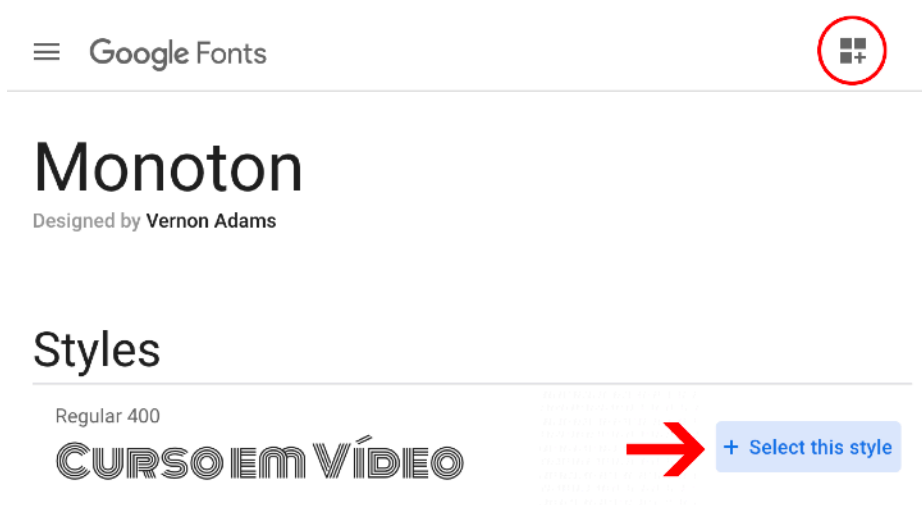 Google Fonts
Monoton
Designed by Vernon Adams
Styles
Regular 400
CURSO EM VÍDEO
+ Select this style